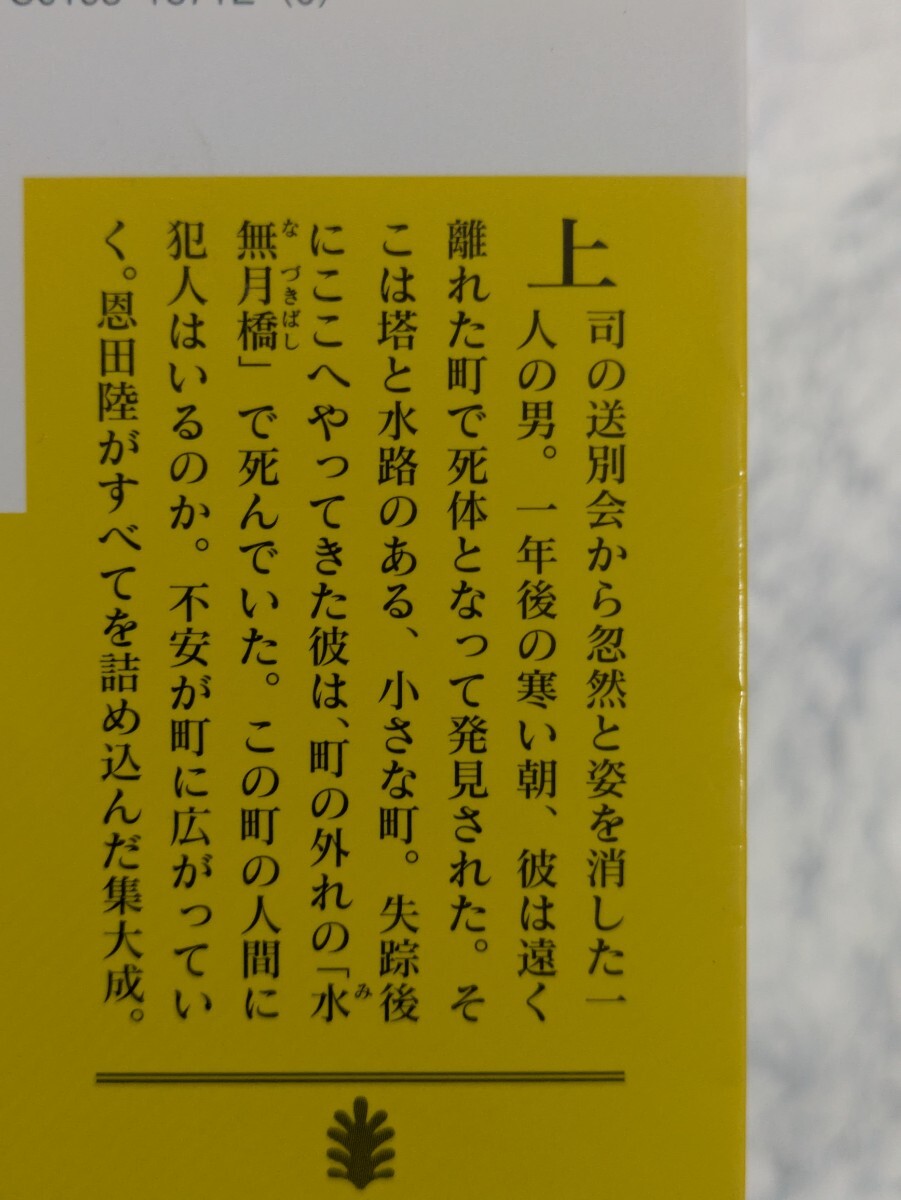 上司の送別会から忽然と姿を消した一
人の男。一年後の寒い朝、彼は遠く
離れた町で死体となって発見された。そ
こは塔と水路のある、小さな町。失踪後
にここへやってきた彼は、町の外れの「水
無月橋」で死んでいた。この町の人間に
犯人はいるのか。不安が町に広がってい
く。恩田陸がすべてを詰め込んだ集大成。